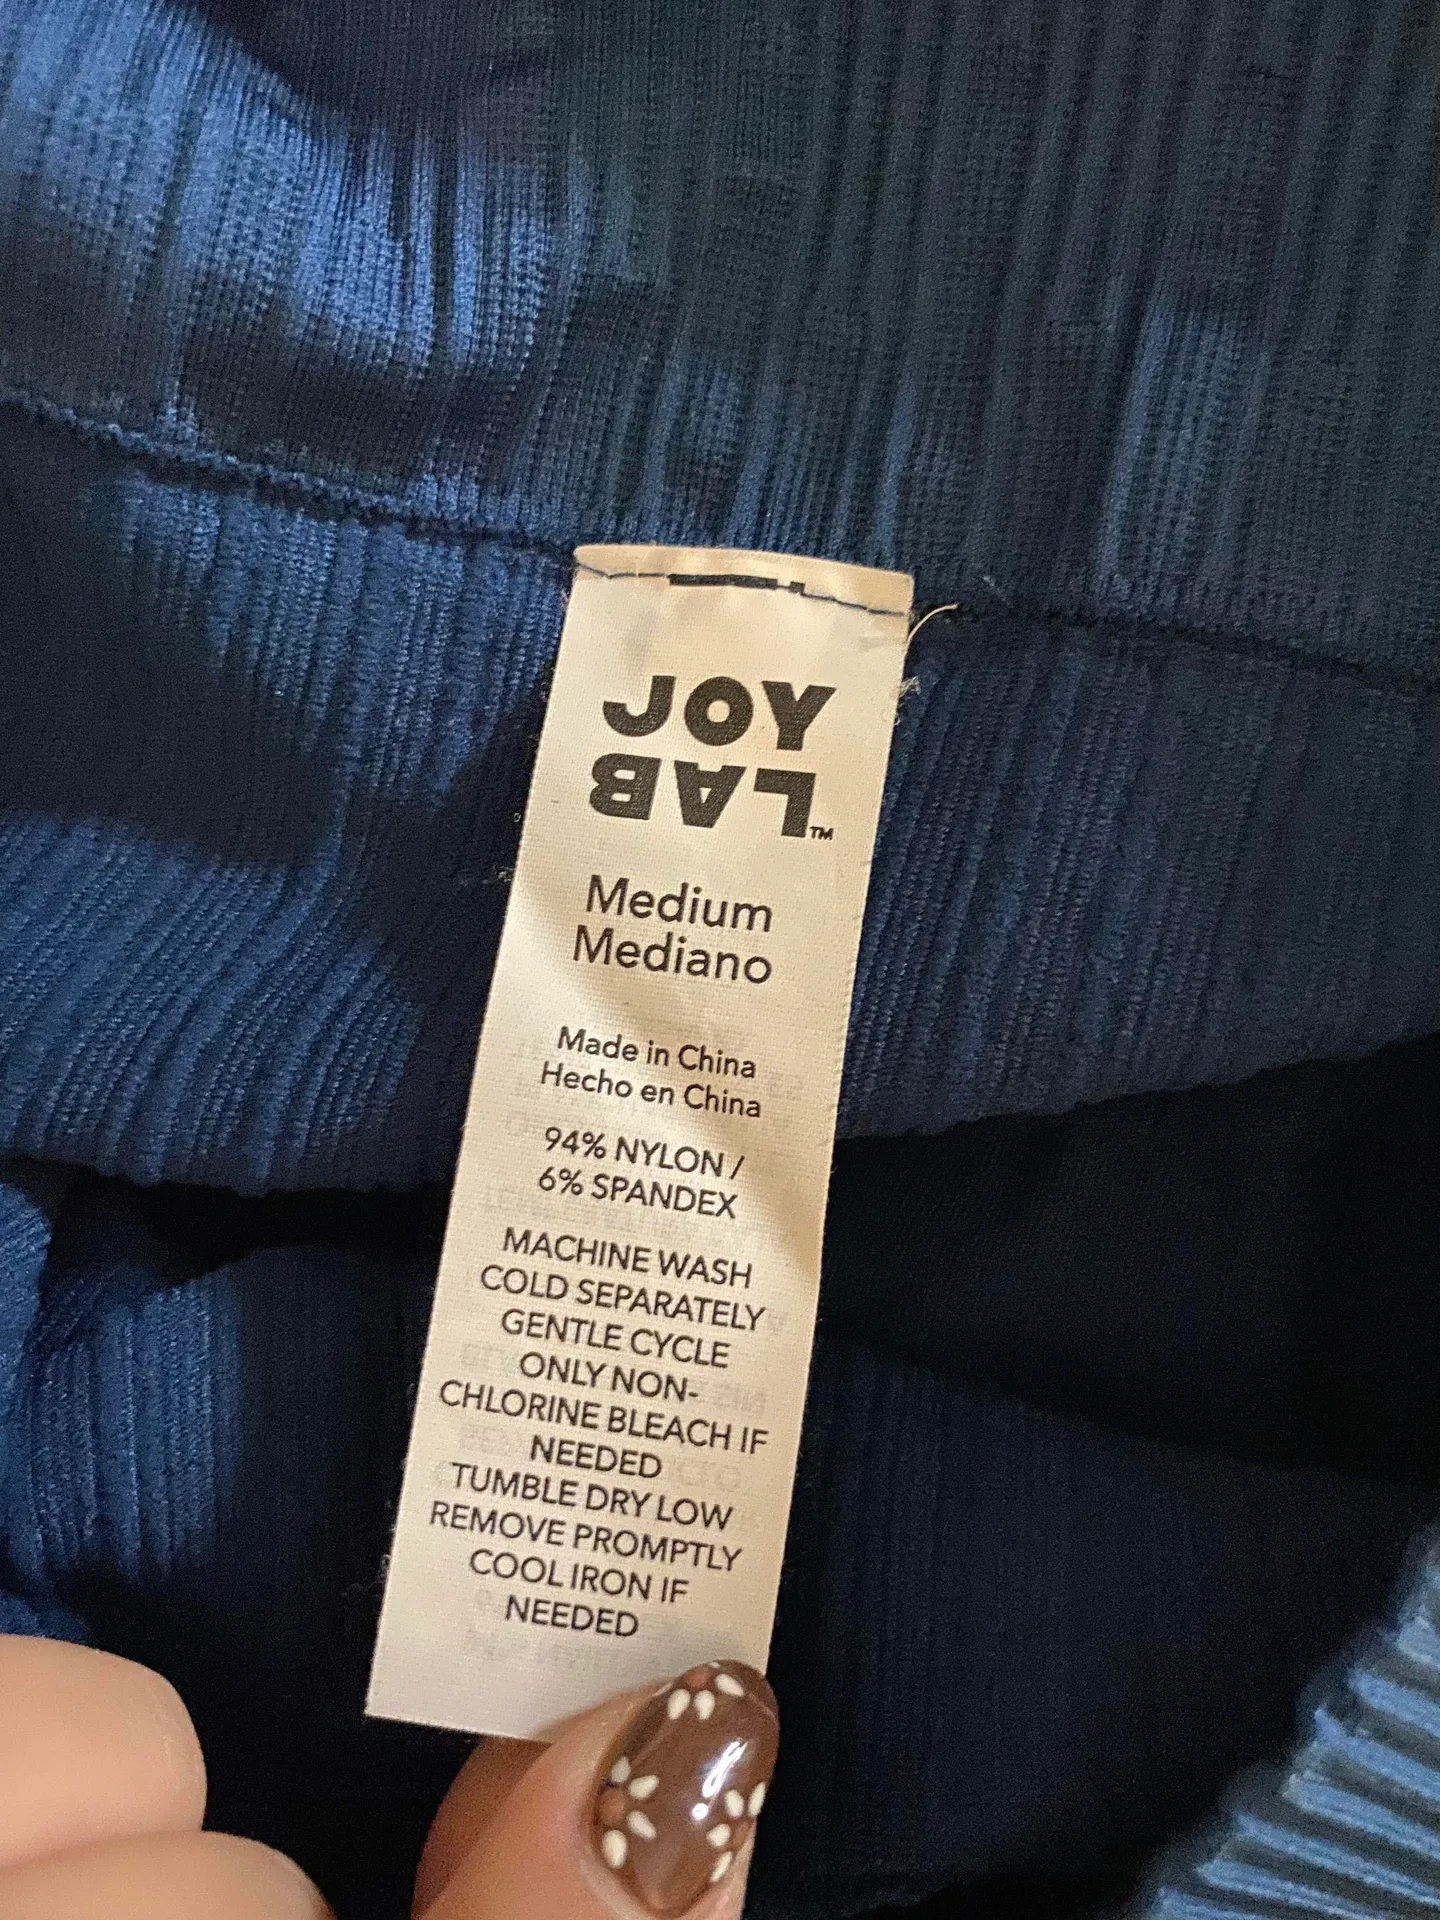 JOY
LAB™
Medium
Mediano
Made in China
Hecho en China
94% NYLON /
6% SPANDEX
MACHINE WASH
COLD SEPARATELY
GENTLE CYCLE
ONLY NON-
CHLORINE BLEACH IF
NEEDED
TUMBLE DRY LOW
REMOVE PROMPTLY
COOL IRON IF
NEEDED